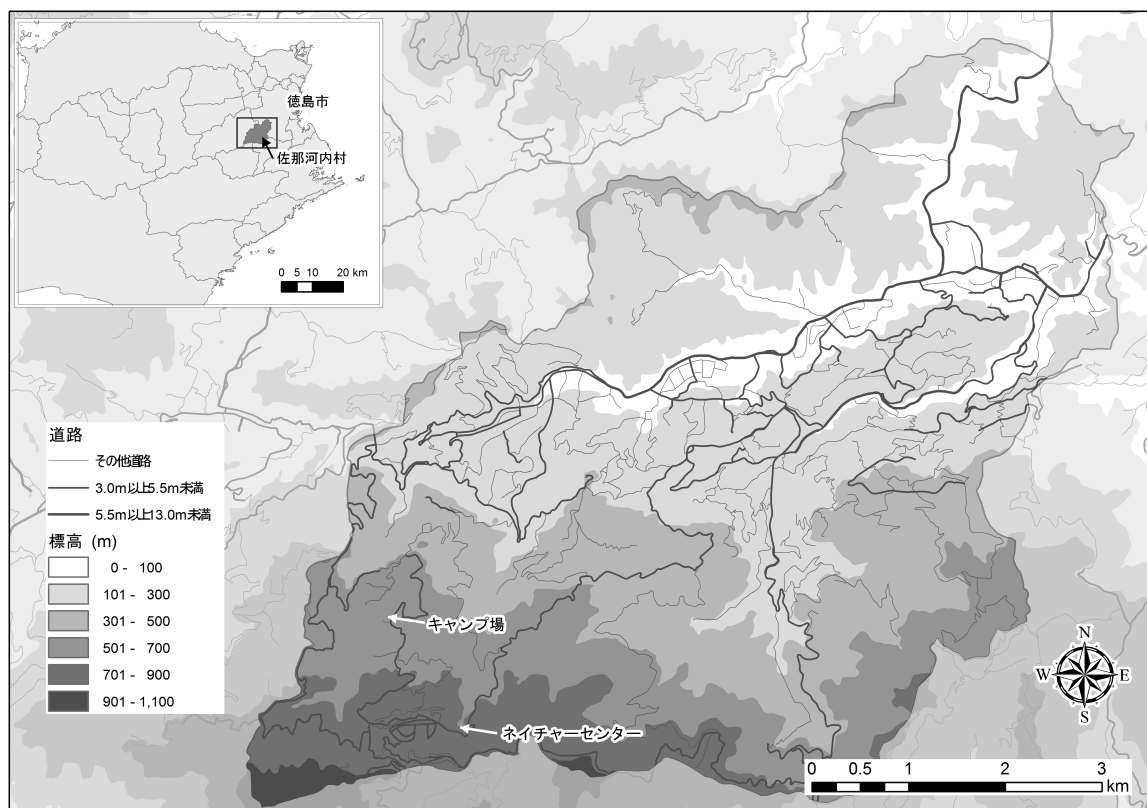 徳島市
佐那河内村
0 5 10 20 km
道路
その他道路
3.0m以上5.5m未満
5.5m以上13.0m未満
標高 (m)
0 - 100
101 - 300
301 - 500
501 - 700
701 - 900
901 - 1,100
キャンプ場
ネイチャーセンター
N
W E
S
0 0.5 1 2 3
km